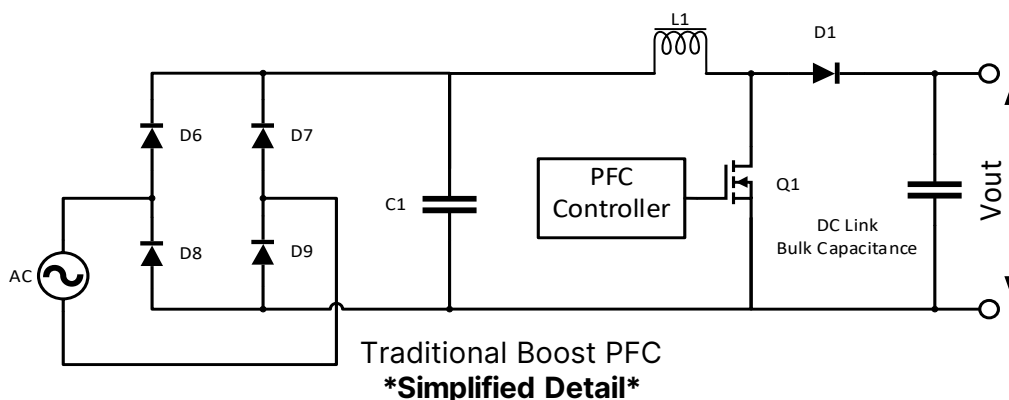 L1
D1
D6
D7
PFC
Controller
Q1
C1
Vout
DC Link
Bulk Capacitance
D8
D9
AC
Traditional Boost PFC
*Simplified Detail*